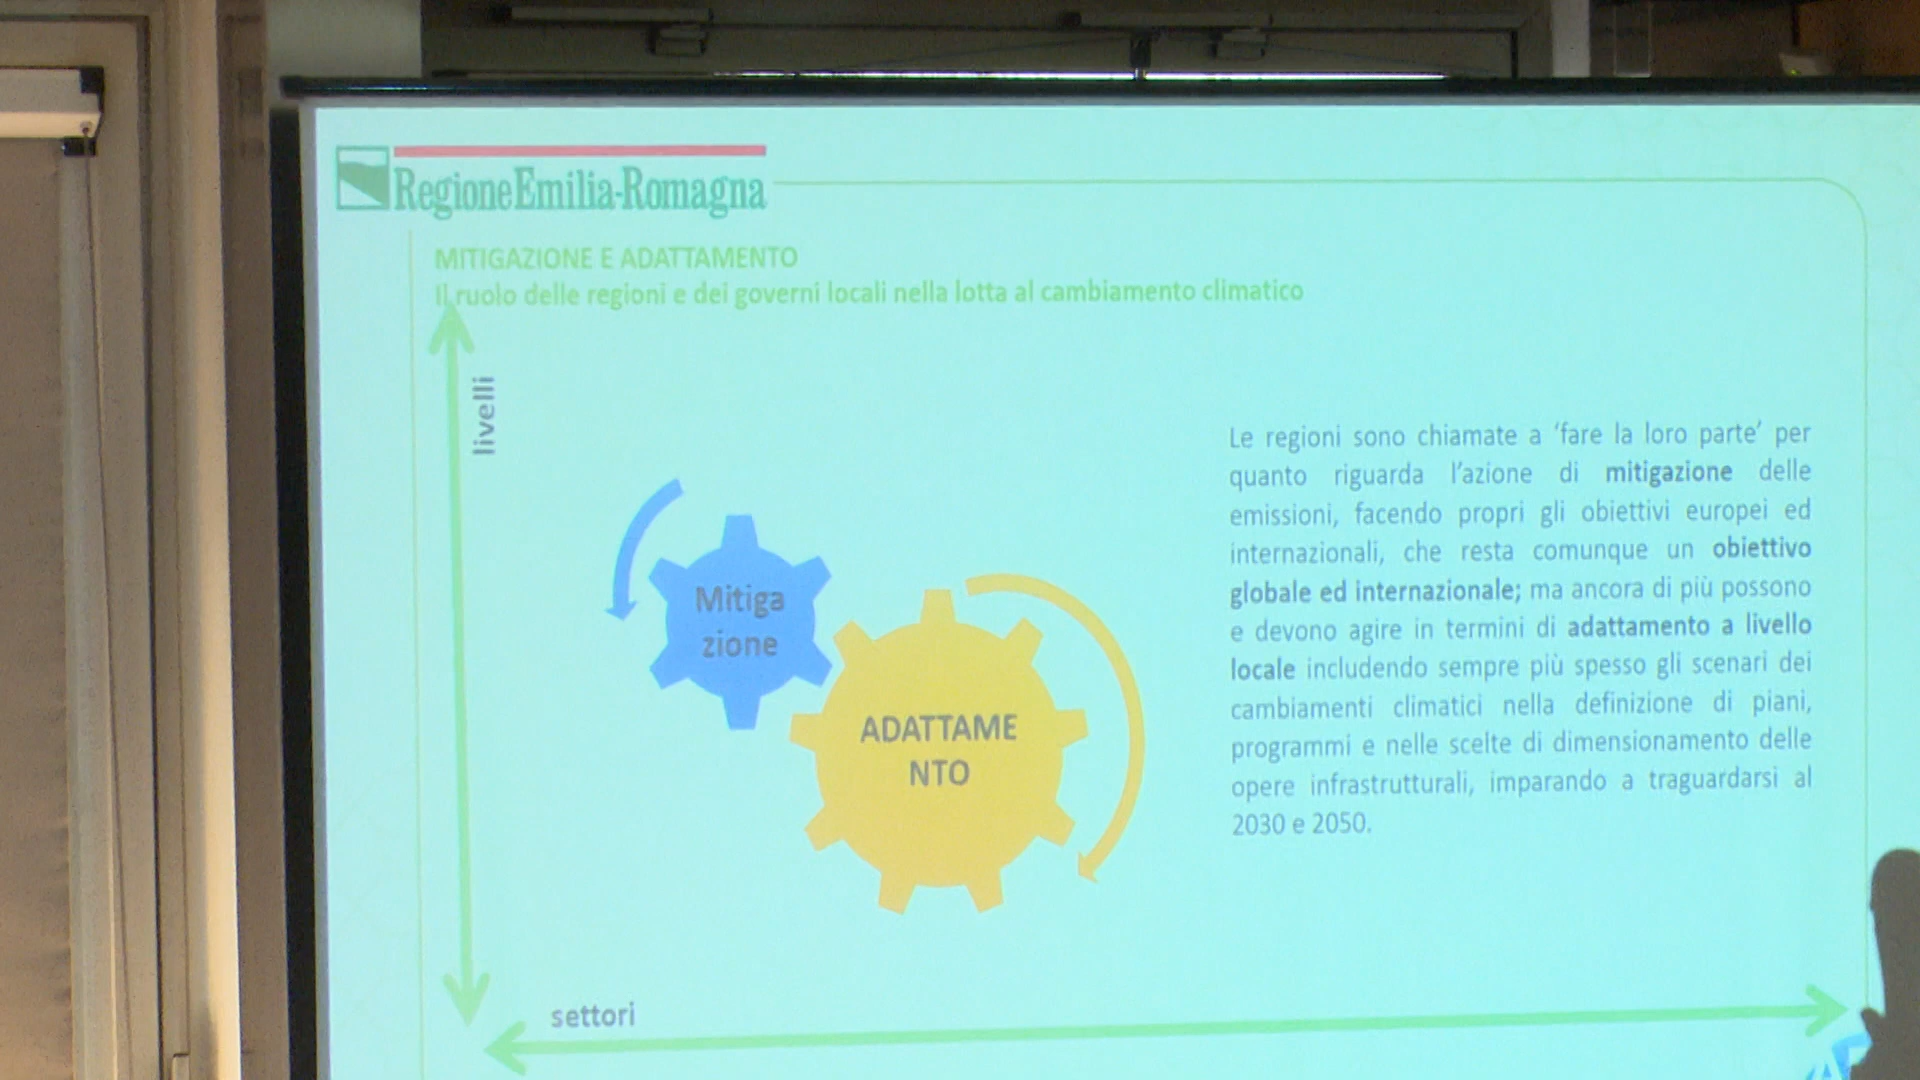 RegioneEmilia-Romagna
MITIGAZIONE E ADATTAMENTO
Il ruolo delle regioni e dei governi locali nella lotta al cambiamento climatico
livelli
Mitiga
zione
ADATTAME
NTO
Le regioni sono chiamate a ‘fare la loro parte’ per
quanto riguarda l’azione di mitigazione delle
emissioni, facendo propri gli obiettivi europei ed
internazionali, che resta comunque un obiettivo
globale ed internazionale; ma ancora di più possono
e devono agire in termini di adattamento a livello
locale includendo sempre più spesso gli scenari dei
cambiamenti climatici nella definizione di piani,
programmi e nelle scelte di dimensionamento delle
opere infrastrutturali, imparando a traguardarsi al
2030 e 2050.
settori